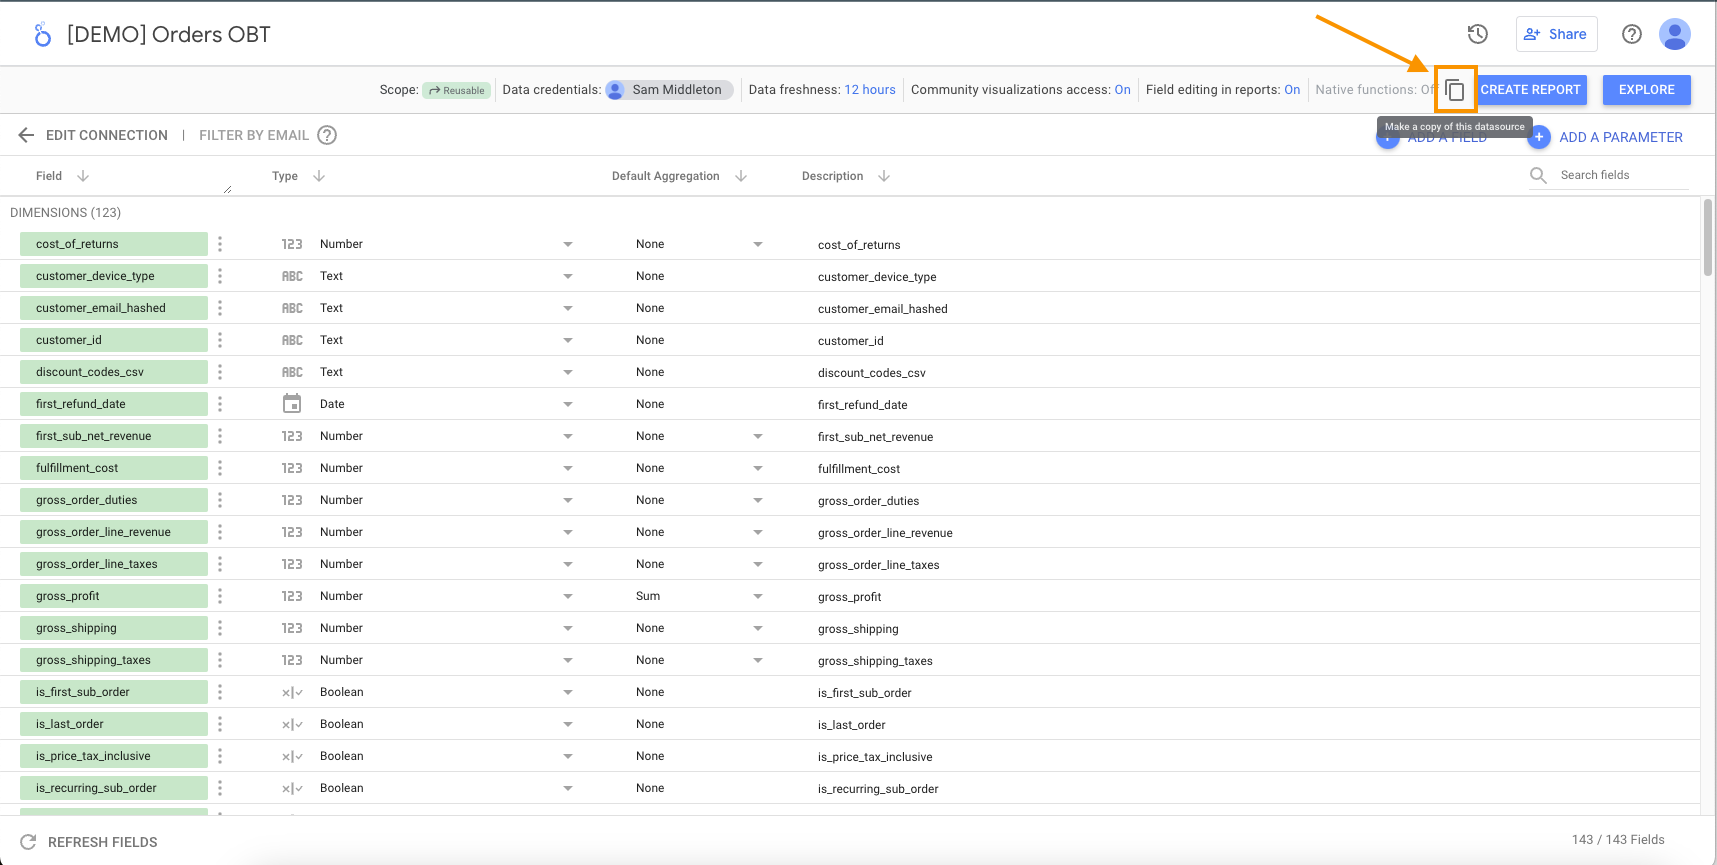 [DEMO] Orders OBT
Share
Scope: Reusable Data credentials: Sam Middleton Data freshness: 12 hours Community visualizations access: On Field editing in reports: On Native functions: CREATE REPORT EXPLORE
Make a copy of this datasource
EDIT CONNECTION | FILTER BY EMAIL ADD A FIELD ADD A PARAMETER
Field Type Default Aggregation Description Search fields
DIMENSIONS (123)
cost_of_returns 123 Number None cost_of_returns
customer_device_type ABC Text None customer_device_type
customer_email_hashed ABC Text None customer_email_hashed
customer_id ABC Text None customer_id
discount_codes_csv ABC Text None discount_codes_csv
first_refund_date Date None first_refund_date
first_sub_net_revenue 123 Number None first_sub_net_revenue
fulfillment_cost 123 Number None fulfillment_cost
gross_order_duties 123 Number None gross_order_duties
gross_order_line_revenue 123 Number None gross_order_line_revenue
gross_order_line_taxes 123 Number None gross_order_line_taxes
gross_profit 123 Number Sum gross_profit
gross_shipping 123 Number None gross_shipping
gross_shipping_taxes 123 Number None gross_shipping_taxes
is_first_sub_order Boolean None is_first_sub_order
is_last_order Boolean None is_last_order
is_price_tax_inclusive Boolean None is_price_tax_inclusive
is_recurring_sub_order Boolean None is_recurring_sub_order
REFRESH FIELDS 143 / 143 Fields